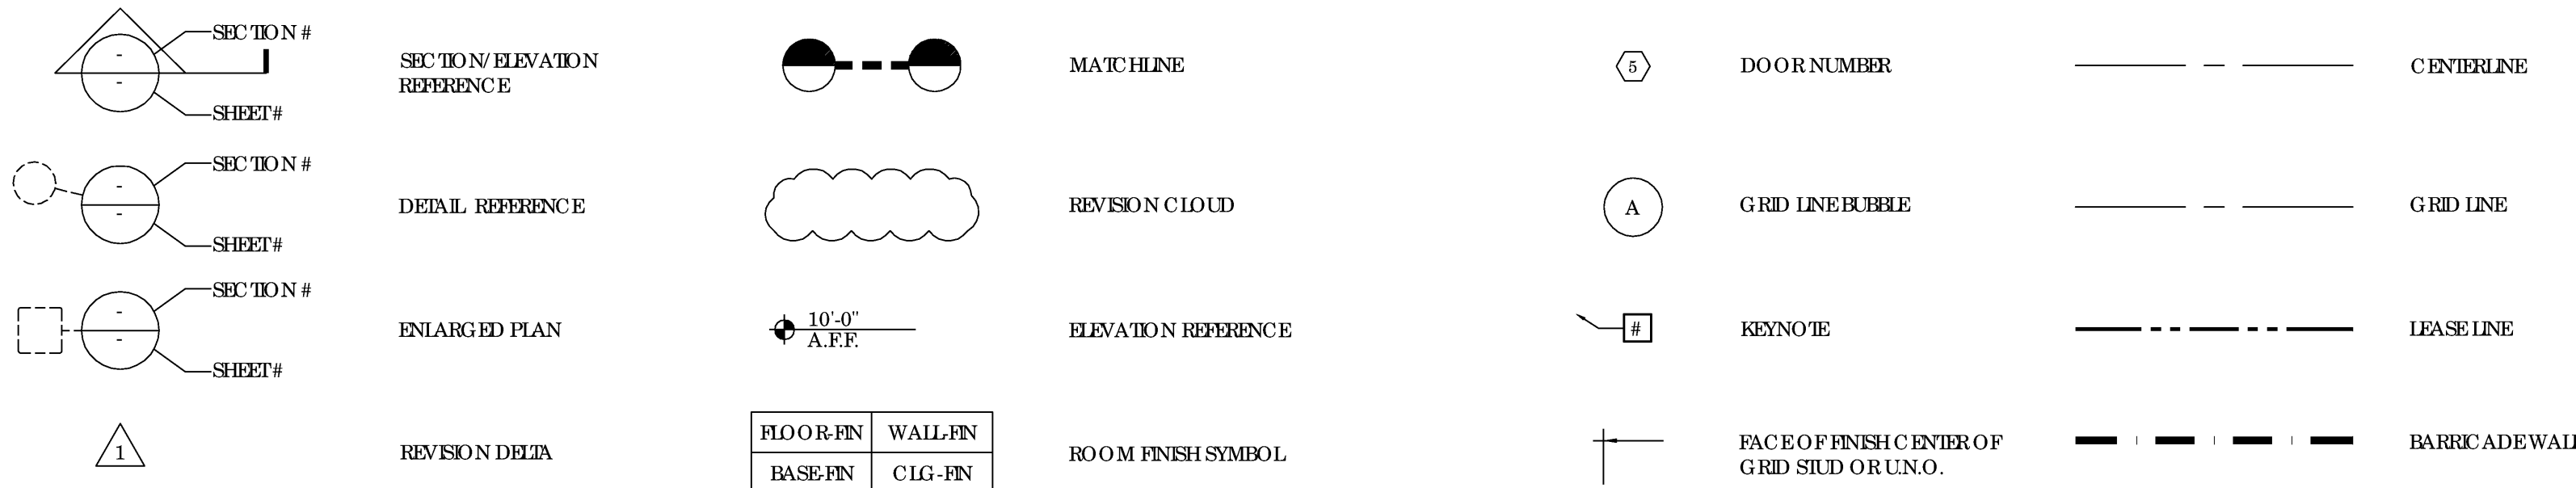 SECTION #
-
-
SHEET #
SECTION/ELEVATION
REFERENCE
MATCHLINE
5
DOOR NUMBER
CENTERLINE
SECTION #
-
-
SHEET #
DETAIL REFERENCE
REVISION CLOUD
A
GRID LINE BUBBLE
GRID LINE
SECTION #
-
-
SHEET #
ENLARGED PLAN
10'-0"
A.F.F.
ELEVATION REFERENCE
#
KEYNOTE
LEASE LINE
1
REVISION DELTA
FLOOR-FIN WALL-FIN
BASE-FIN CLG-FIN
ROOM FINISH SYMBOL
FACE OF FINISH CENTER OF
GRID STUD OR U.N.O.
BARRICADE WALL